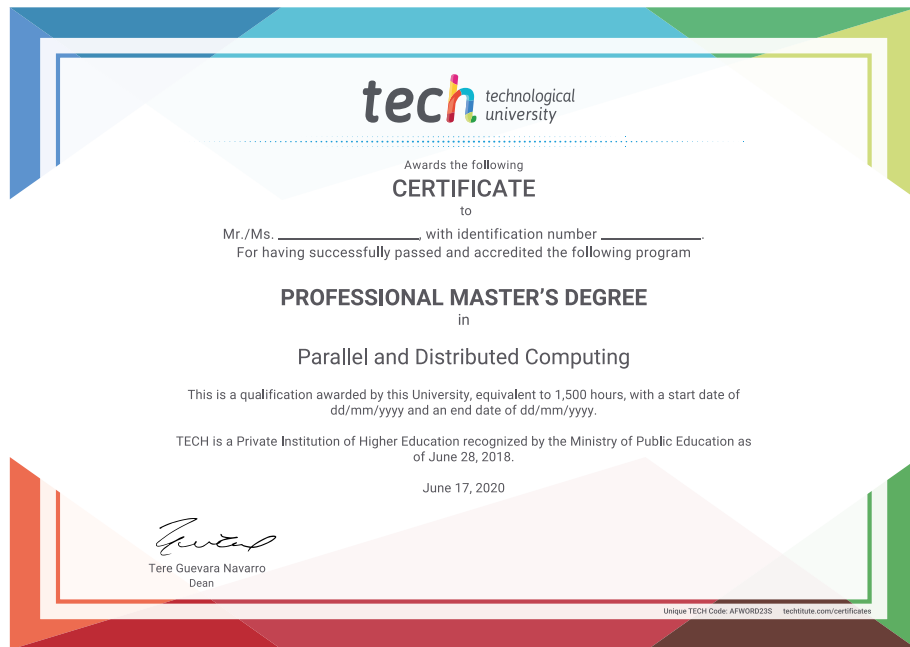 tech technological
university
Awards the following
CERTIFICATE
to
Mr./Ms. ____________________, with identification number ______________.
For having successfully passed and accredited the following program
PROFESSIONAL MASTER'S DEGREE
in
Parallel and Distributed Computing
This is a qualification awarded by this University, equivalent to 1,500 hours, with a start date of
dd/mm/yyyy and an end date of dd/mm/yyyy.
TECH is a Private Institution of Higher Education recognized by the Ministry of Public Education as
of June 28, 2018.
June 17, 2020
Tere Guevara Navarro
Dean
Unique TECH Code: AFWORD23S techtitute.com/certificates